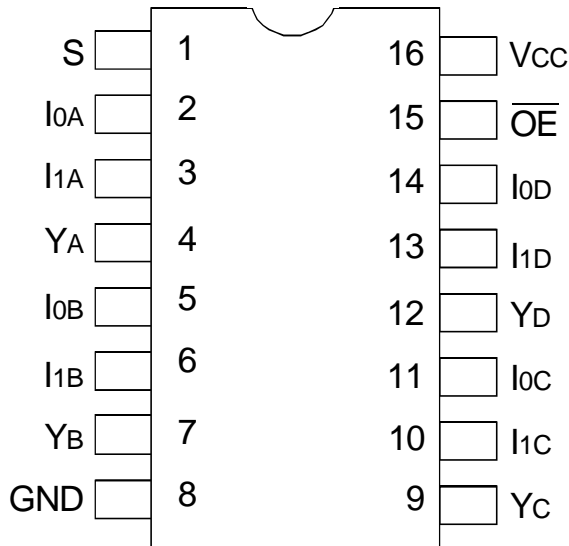 S 1 16 VCC
I0A 2 15 O̅E̅
I1A 3 14 I0D
YA 4 13 I1D
I0B 5 12 YD
I1B 6 11 I0C
YB 7 10 I1C
GND 8 9 YC